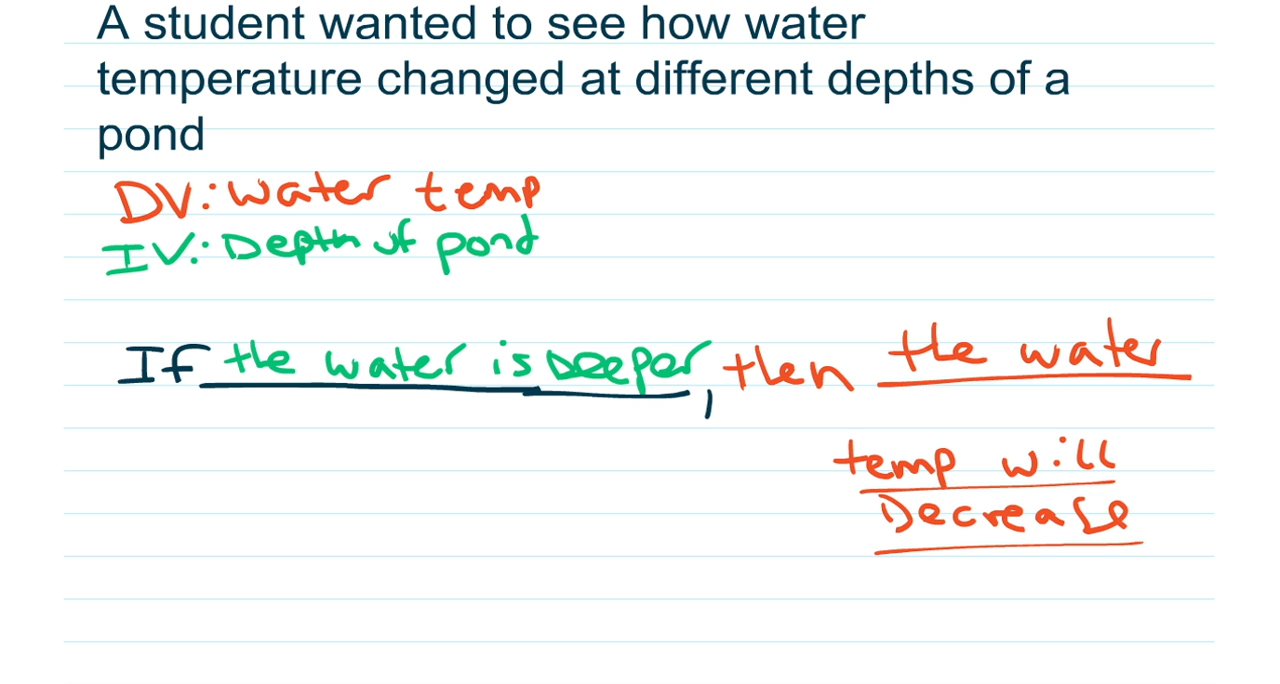 A student wanted to see how water
temperature changed at different depths of a
pond
DV: Water temp
IV: Depth of pond
If the water is Deeper, then the water
temp will
Decrease